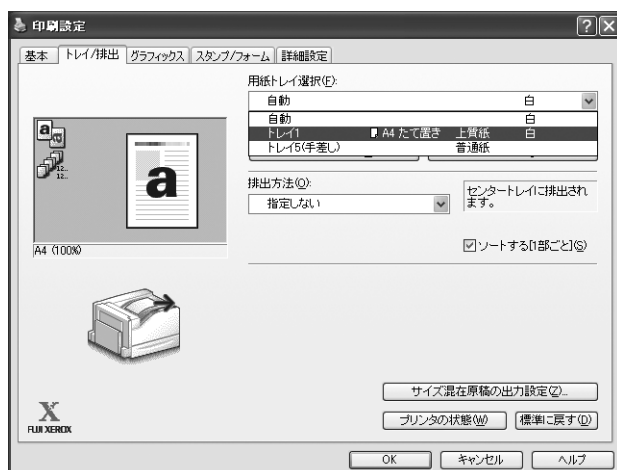 印刷設定
基本 トレイ/排出 グラフィックス スタンプ/フォーム 詳細設定
用紙トレイ選択(F):
自動 白
自動 白
トレイ1 A4 たて置き 上質紙 白
トレイ5(手差し) 普通紙
排出方法(O):
指定しない
センタートレイに排出され
ます。
ソートする[1部ごと](S)
a
12..
12..
a
A4 (100%)
サイズ混在原稿の出力設定(Z)...
プリンタの状態(W) 標準に戻す(D)
X
FUJI XEROX
OK キャンセル ヘルプ